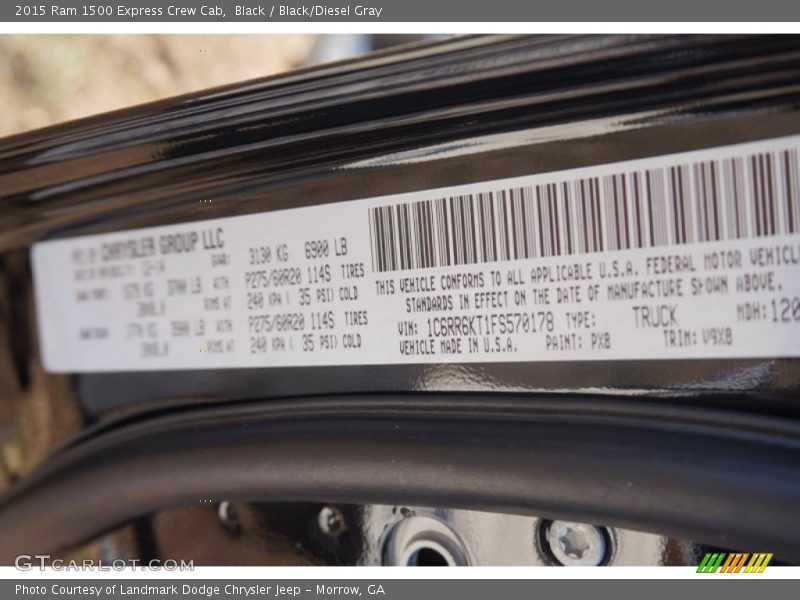 2015 Ram 1500 Express Crew Cab,  Black / Black/Diesel Gray
CHRYSLER GROUP LLC
3130 KG 6900 LB
P275/60R20 114S TIRES
240 KPA ( 35 PSI) COLD
P275/60R20 114S TIRES
240 KPA ( 35 PSI) COLD
THIS VEHICLE CONFORMS TO ALL APPLICABLE U.S.A. FEDERAL MOTOR VEHICL
STANDARDS IN EFFECT ON THE DATE OF MANUFACTURE SHOWN ABOVE.
VIN: 1C6RR6KT1FS570178 TYPE: TRUCK MDH: 120
VEHICLE MADE IN U.S.A. PAINT: PX8 TRIM: V9X8
GTCARLOT.COM
Photo Courtesy of Landmark Dodge Chrysler Jeep – Morrow, GA